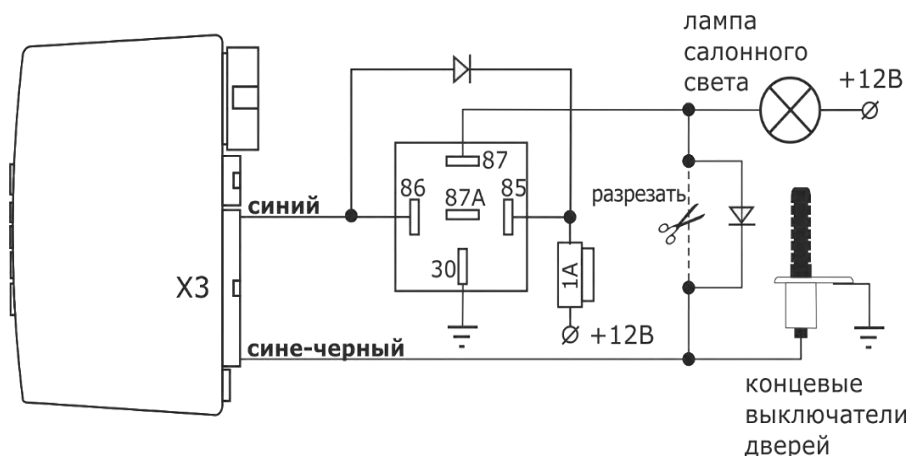 лампа
салонного
света
+12В
87
86
87А
85
разрезать
синий
30
1А
Х3
+12В
сине-черный
концевые
выключатели
дверей